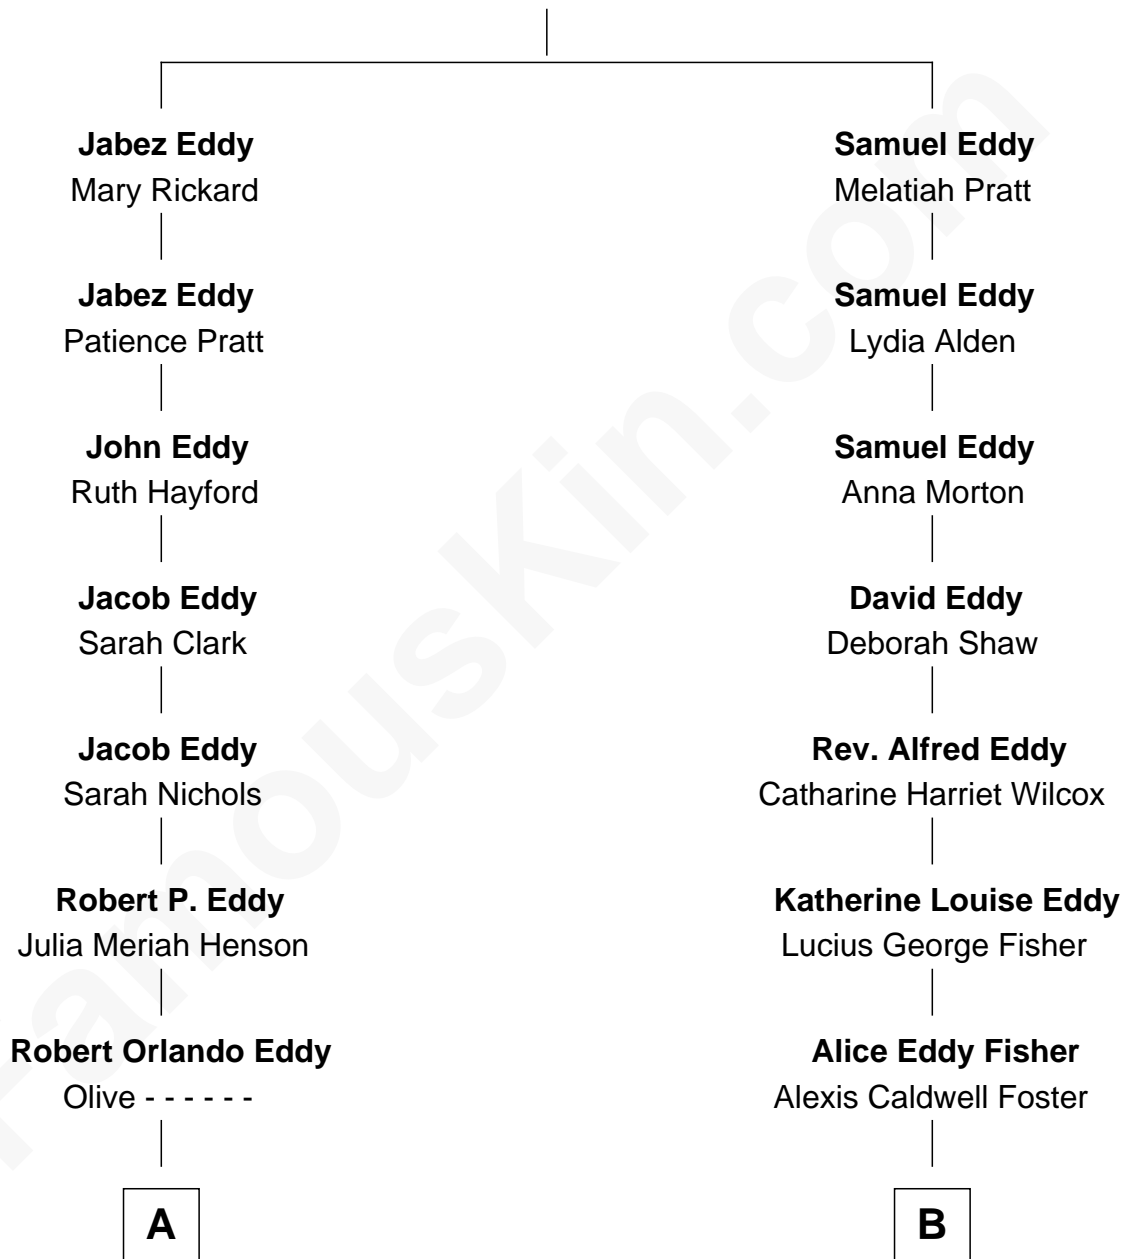 Jabez Eddy
Mary Rickard
Jabez Eddy
Patience Pratt
John Eddy
Ruth Hayford
Jacob Eddy
Sarah Clark
Jacob Eddy
Sarah Nichols
Robert P. Eddy
Julia Meriah Henson
Robert Orlando Eddy
Olive - - - - - -
A
Samuel Eddy
Melatiah Pratt
Samuel Eddy
Lydia Alden
Samuel Eddy
Anna Morton
David Eddy
Deborah Shaw
Rev. Alfred Eddy
Catharine Harriet Wilcox
Katherine Louise Eddy
Lucius George Fisher
Alice Eddy Fisher
Alexis Caldwell Foster
B
FamousKin.com